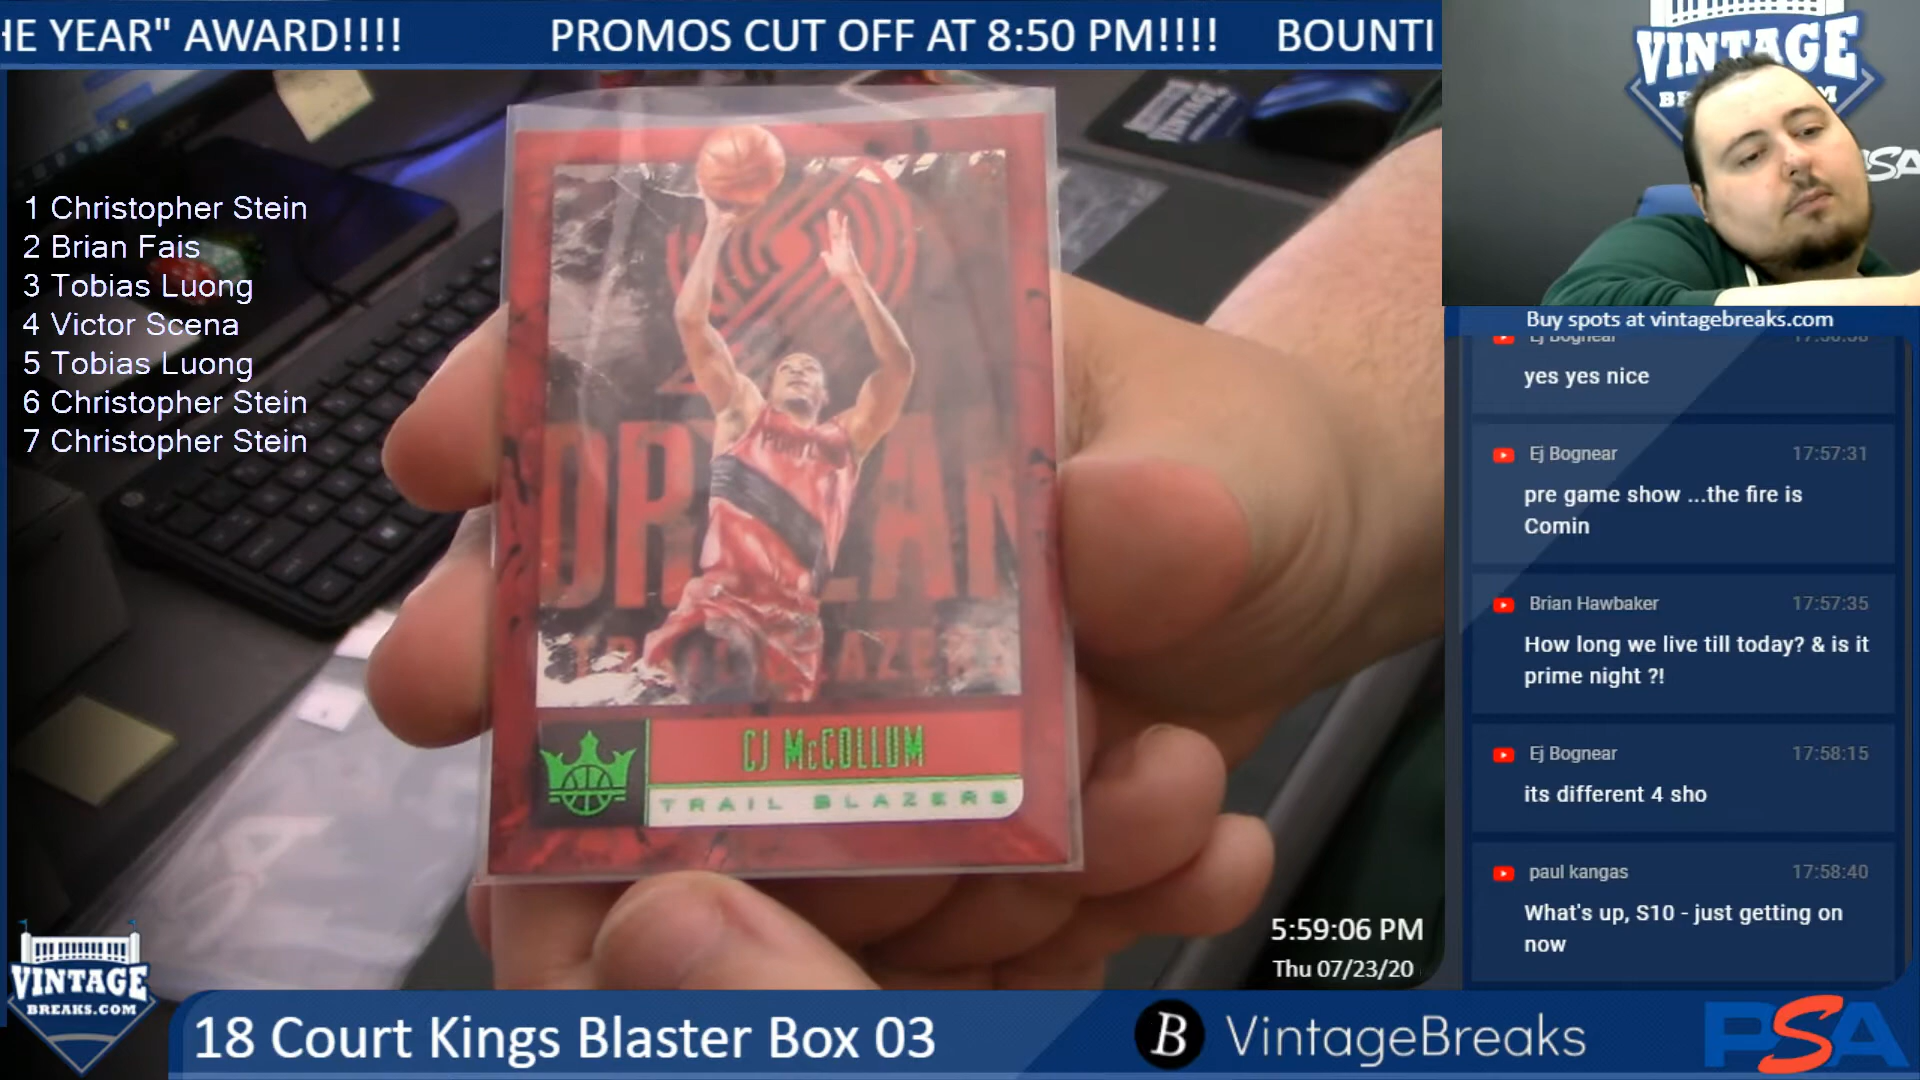 HE YEAR" AWARD!!!! PROMOS CUT OFF AT 8:50 PM!!!! BOUNTI
VINTAGE
PSA
1 Christopher Stein
2 Brian Fais
3 Tobias Luong
4 Victor Scena
5 Tobias Luong
6 Christopher Stein
7 Christopher Stein
CJ McCOLLUM
TRAIL BLAZERS
Buy spots at vintagebreaks.com
Ej Bognear
yes yes nice
Ej Bognear 17:57:31
pre game show ...the fire is
Comin
Brian Hawbaker 17:57:35
How long we live till today? & is it
prime night ?!
Ej Bognear 17:58:15
its different 4 sho
paul kangas 17:58:40
What's up, S10 - just getting on
now
5:59:06 PM
Thu 07/23/20
VINTAGE
BREAKS.COM
18 Court Kings Blaster Box 03
B VintageBreaks
PSA